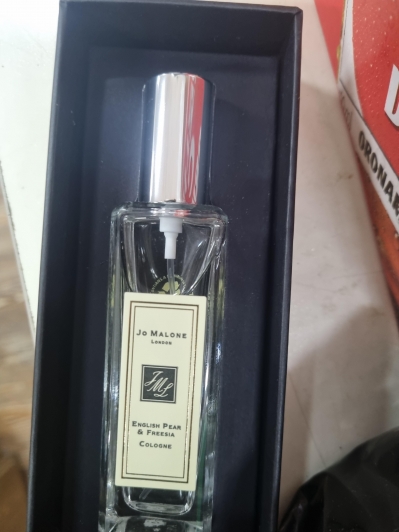 Jo Malone
London
JML
English Pear
& Freesia
Cologne